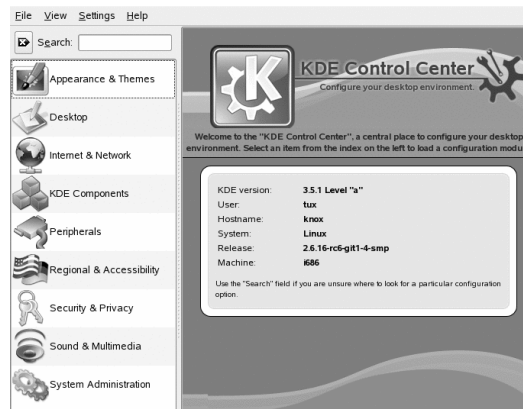 File View Settings Help
Search:
Appearance & Themes
Desktop
Internet & Network
KDE Components
Peripherals
Regional & Accessibility
Security & Privacy
Sound & Multimedia
System Administration
KDE Control Center
Configure your desktop environment.
Welcome to the "KDE Control Center", a central place to configure your desktop
environment. Select an item from the index on the left to load a configuration modu
KDE version: 3.5.1 Level "a"
User: tux
Hostname: knox
System: Linux
Release: 2.6.16-rc6-git1-4-smp
Machine: i686
Use the "Search" field if you are unsure where to look for a particular configuration
option.